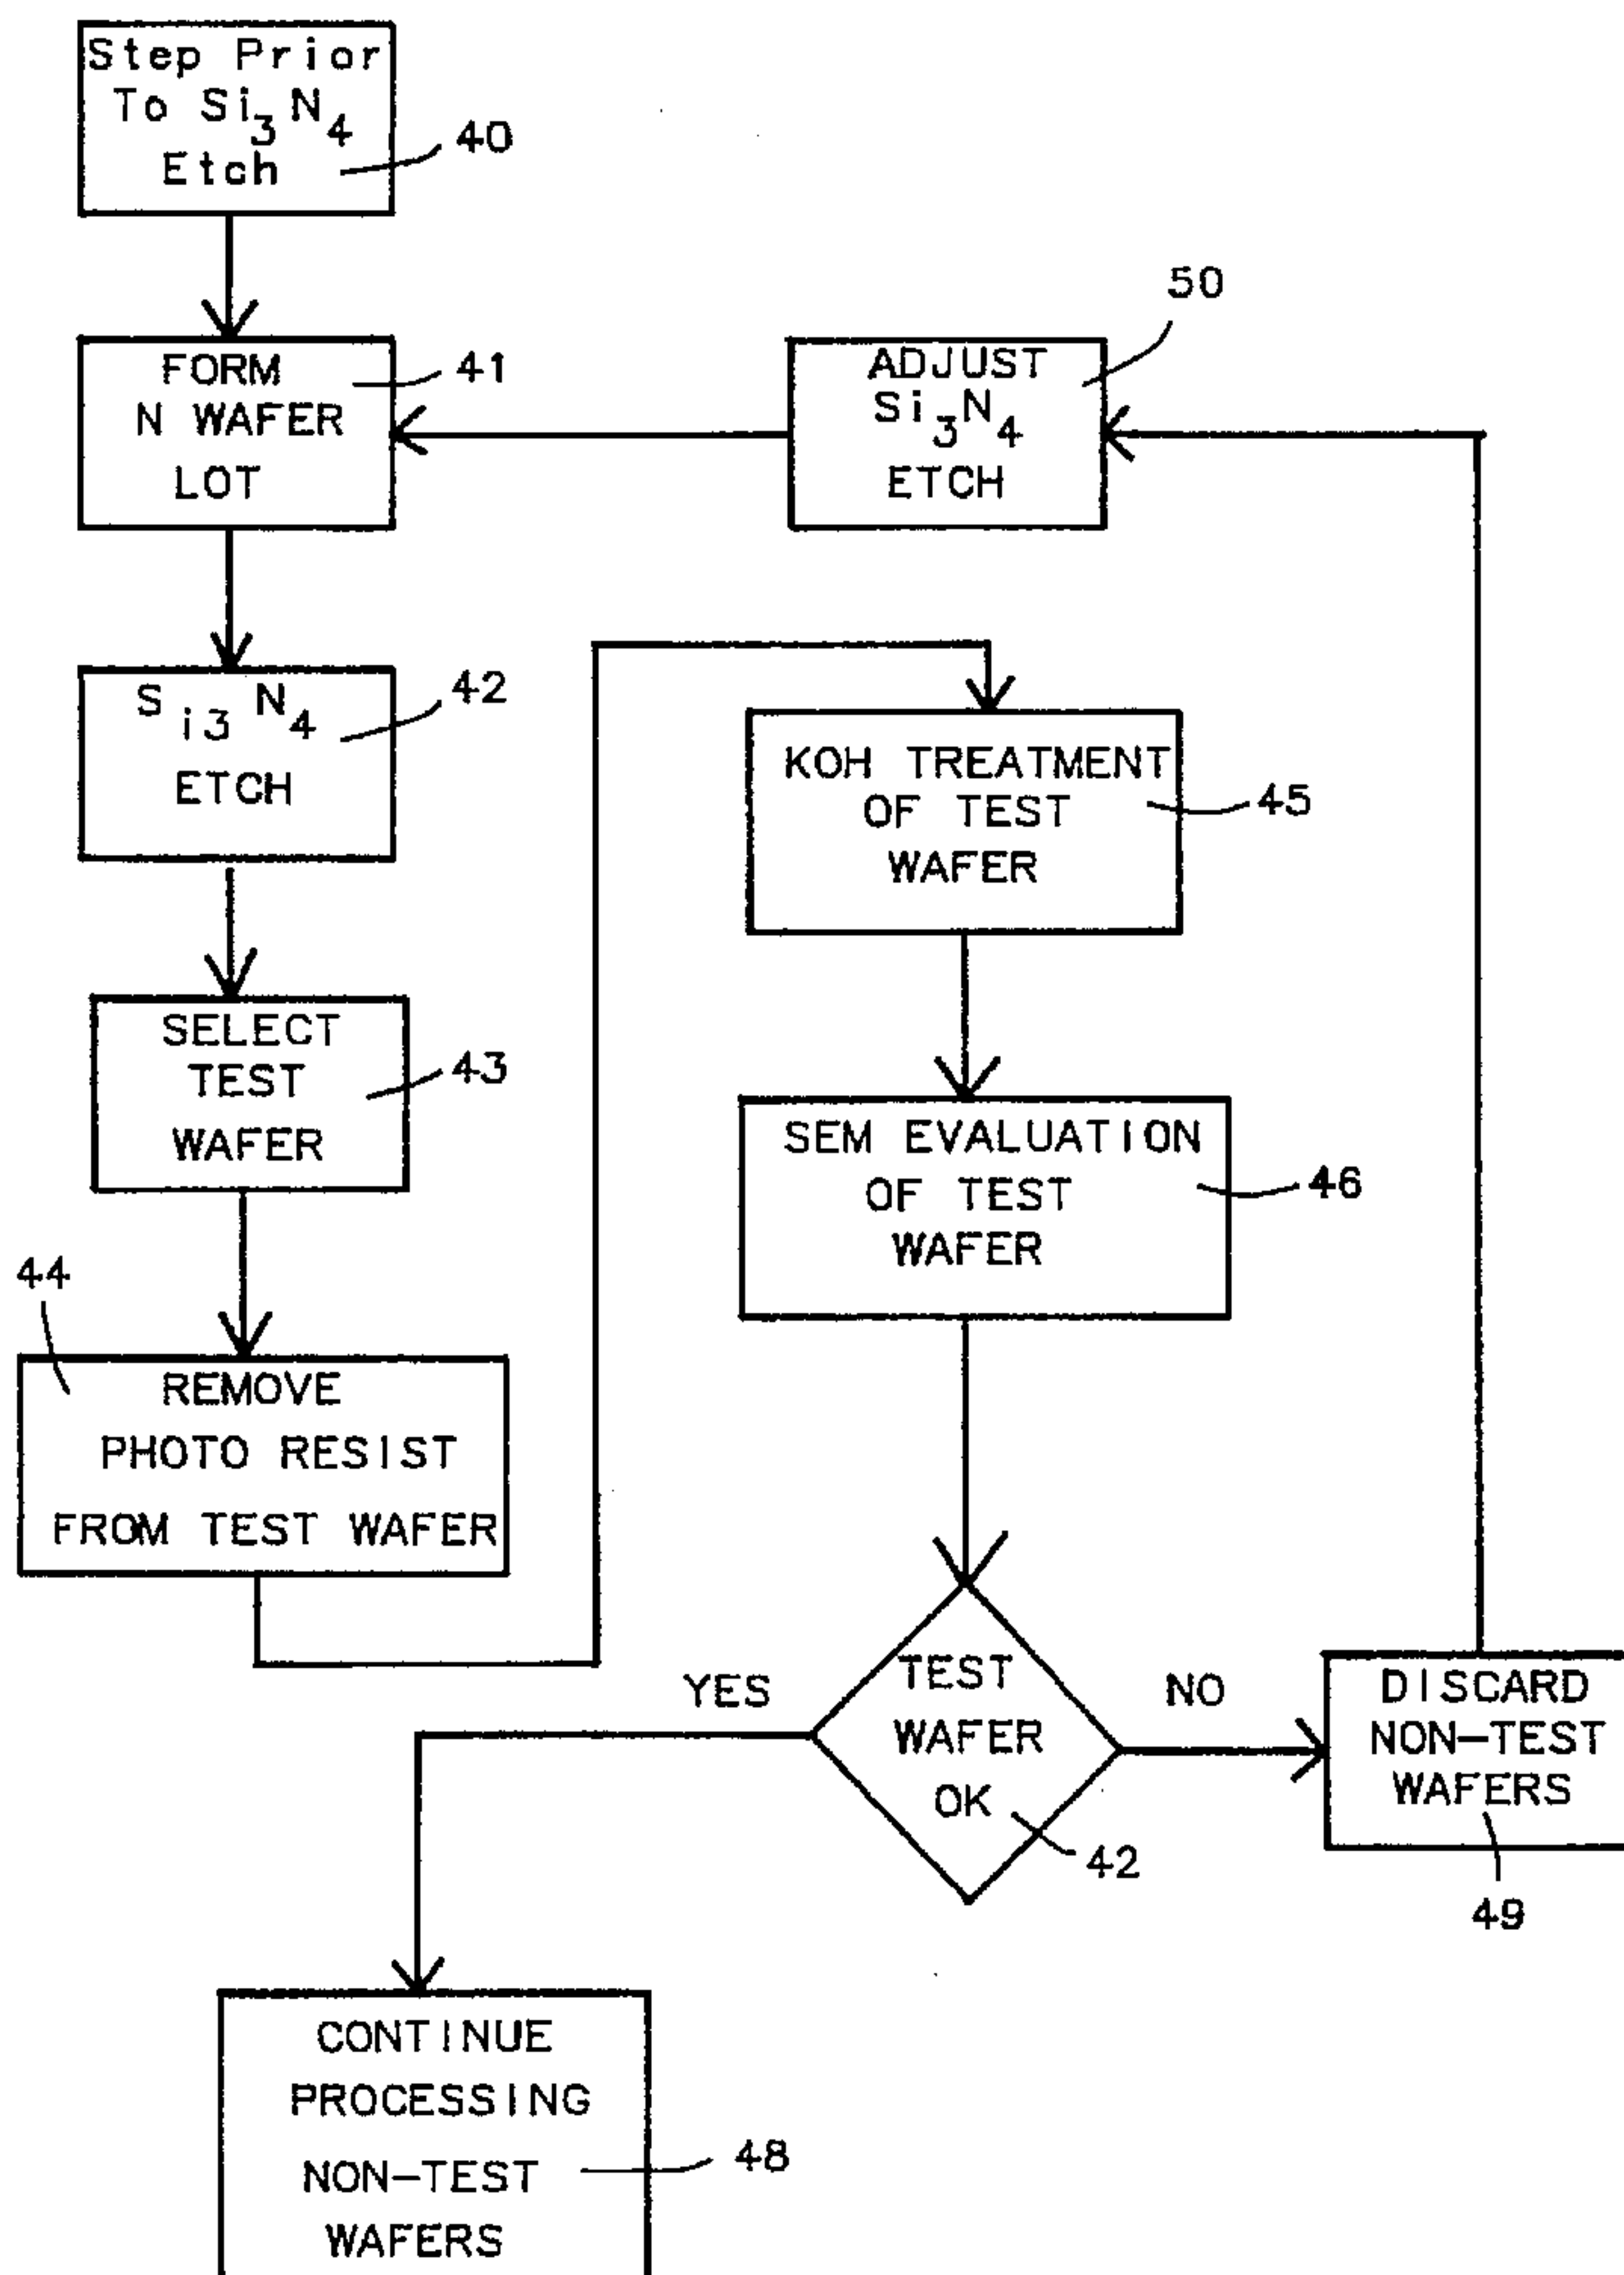 Step Prior
To Si3N4
Etch
40
FORM
N WAFER
LOT
41
ADJUST
Si3N4
ETCH
50
Si3 N4
ETCH
42
SELECT
TEST
WAFER
43
REMOVE
PHOTO RESIST
FROM TEST WAFER
44
KOH TREATMENT
OF TEST
WAFER
45
SEM EVALUATION
OF TEST
WAFER
46
TEST
WAFER
OK
42
YES
NO
DISCARD
NON-TEST
WAFERS
49
CONTINUE
PROCESSING
NON-TEST
WAFERS
48